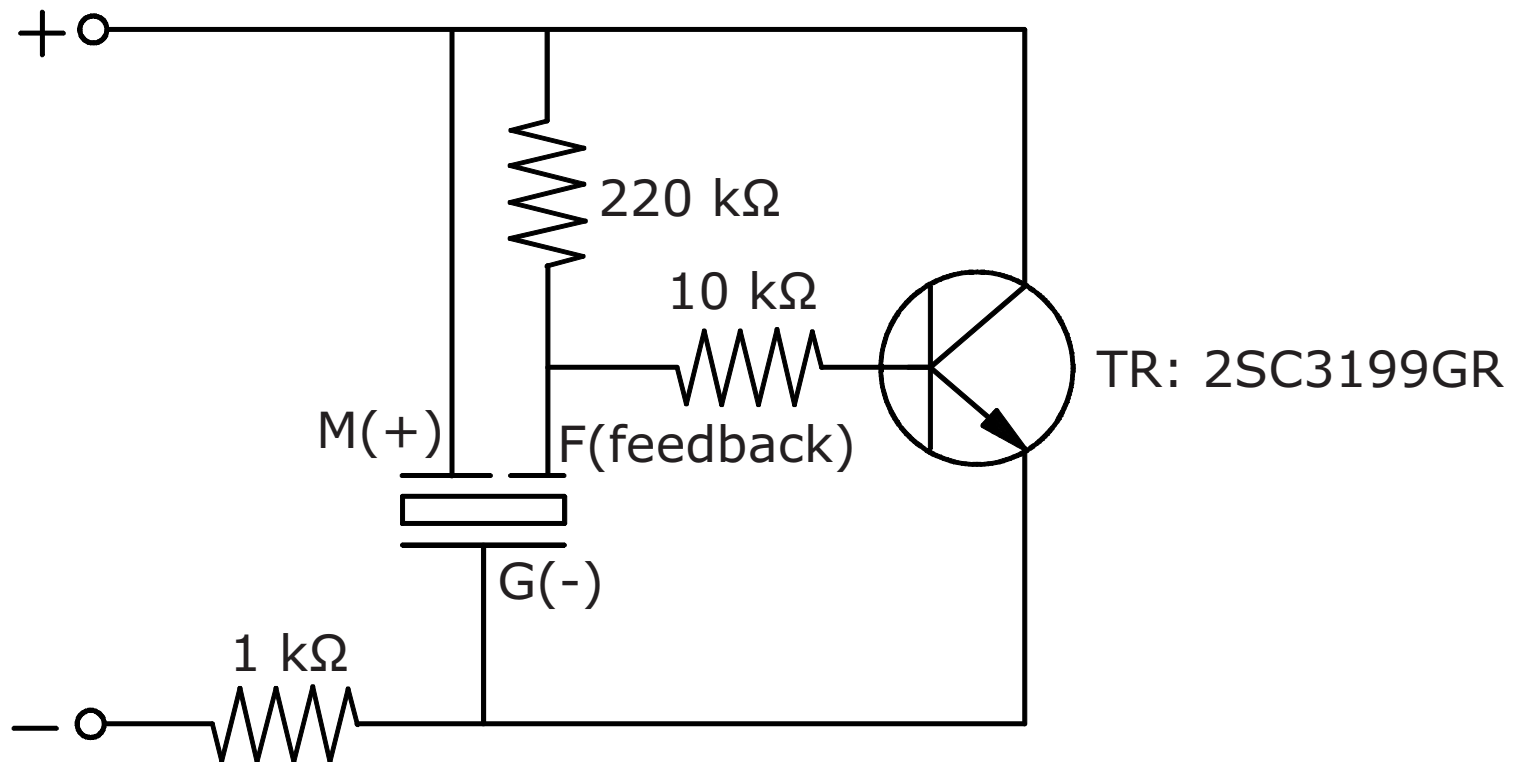 +
220 kΩ
10 kΩ
TR: 2SC3199GR
M(+)
F(feedback)
G(-)
1 kΩ
−